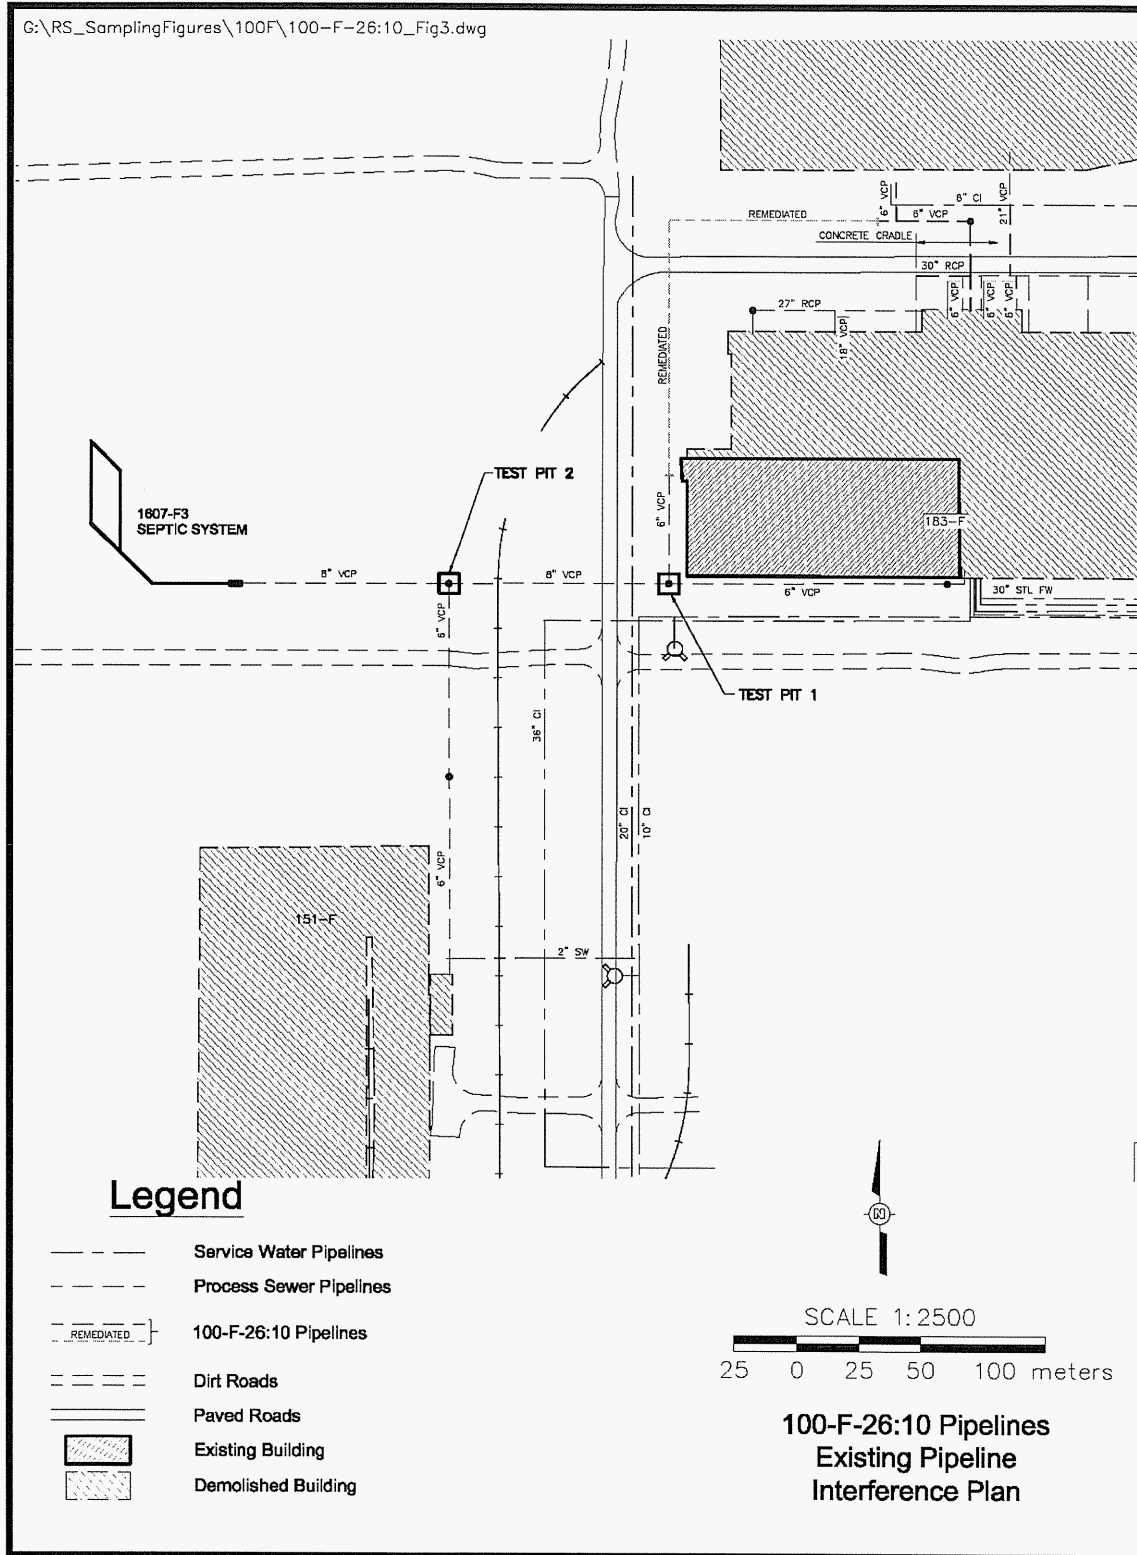 G:\RS_SamplingFigures\100F\100-F-26:10_Fig3.dwg
6" VCP
6" CI
21" VCP
REMEDIATED
6" VCP
CONCRETE CRADLE
30" RCP
6" VCP
6" VCP
6" VCP
27" RCP
18" VCP
REMEDIATED
TEST PIT 2
1607-F3
SEPTIC SYSTEM
6" VCP
183-F
8" VCP
8" VCP
6" VCP
30" STL FW
6" VCP
TEST PIT 1
36" CI
20" CI
10" CI
6" VCP
151-F
2" SW
Legend
Service Water Pipelines
Process Sewer Pipelines
REMEDIATED
100-F-26:10 Pipelines
Dirt Roads
Paved Roads
Existing Building
Demolished Building
N
SCALE 1:2500
25 0 25 50 100 meters
100-F-26:10 Pipelines
Existing Pipeline
Interference Plan